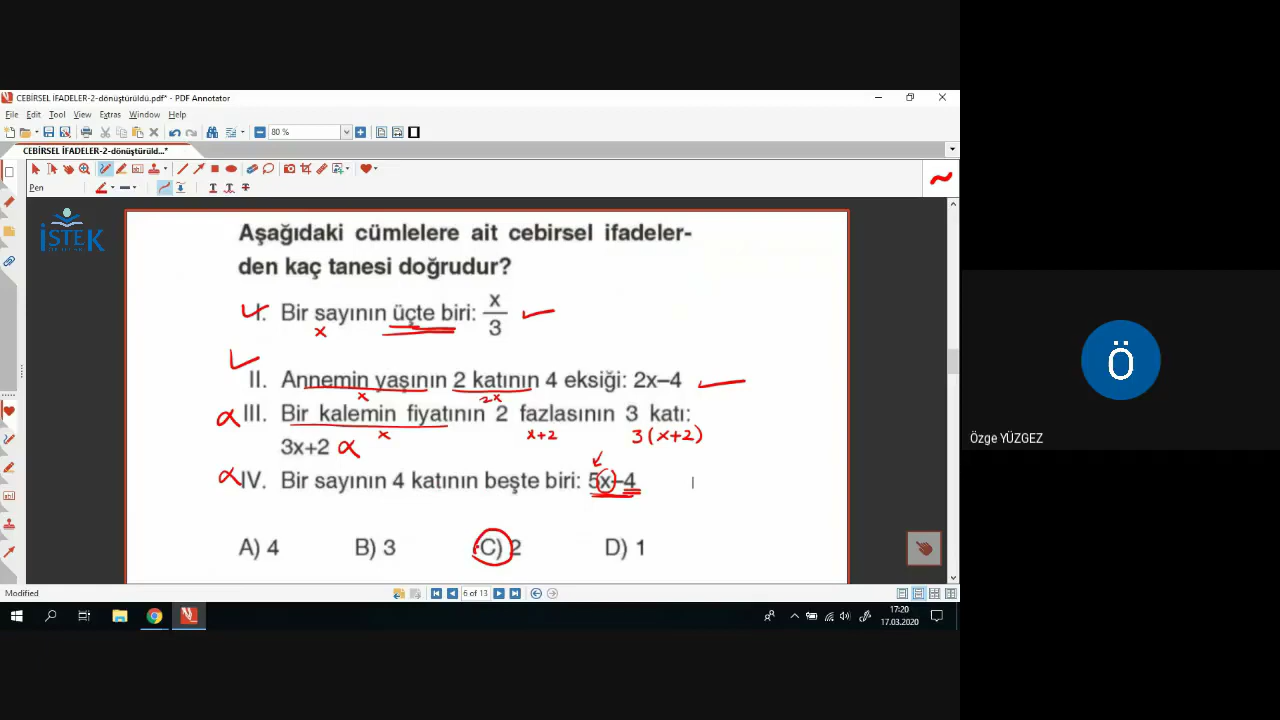 CEBİRSEL İFADELER-2-dönüştürüldü.pdf* - PDF Annotator
File Edit Tool View Extras Window Help
80 %
CEBİRSEL İFADELER-2-dönüştürüld...*
Pen
İSTEK
Aşağıdaki cümlelere ait cebirsel ifadeler-
den kaç tanesi doğrudur?
I. Bir sayının üçte biri: x/3
x
II. Annemin yaşının 2 katının 4 eksiği: 2x–4
x 2x
III. Bir kalemin fiyatının 2 fazlasının 3 katı:
x x+2 3(x+2)
3x+2
IV. Bir sayının 4 katının beşte biri: 5x–4
A) 4 B) 3 C) 2 D) 1
Modified
6 of 13
17:20
17.03.2020
Ö
Özge YÜZGEZ